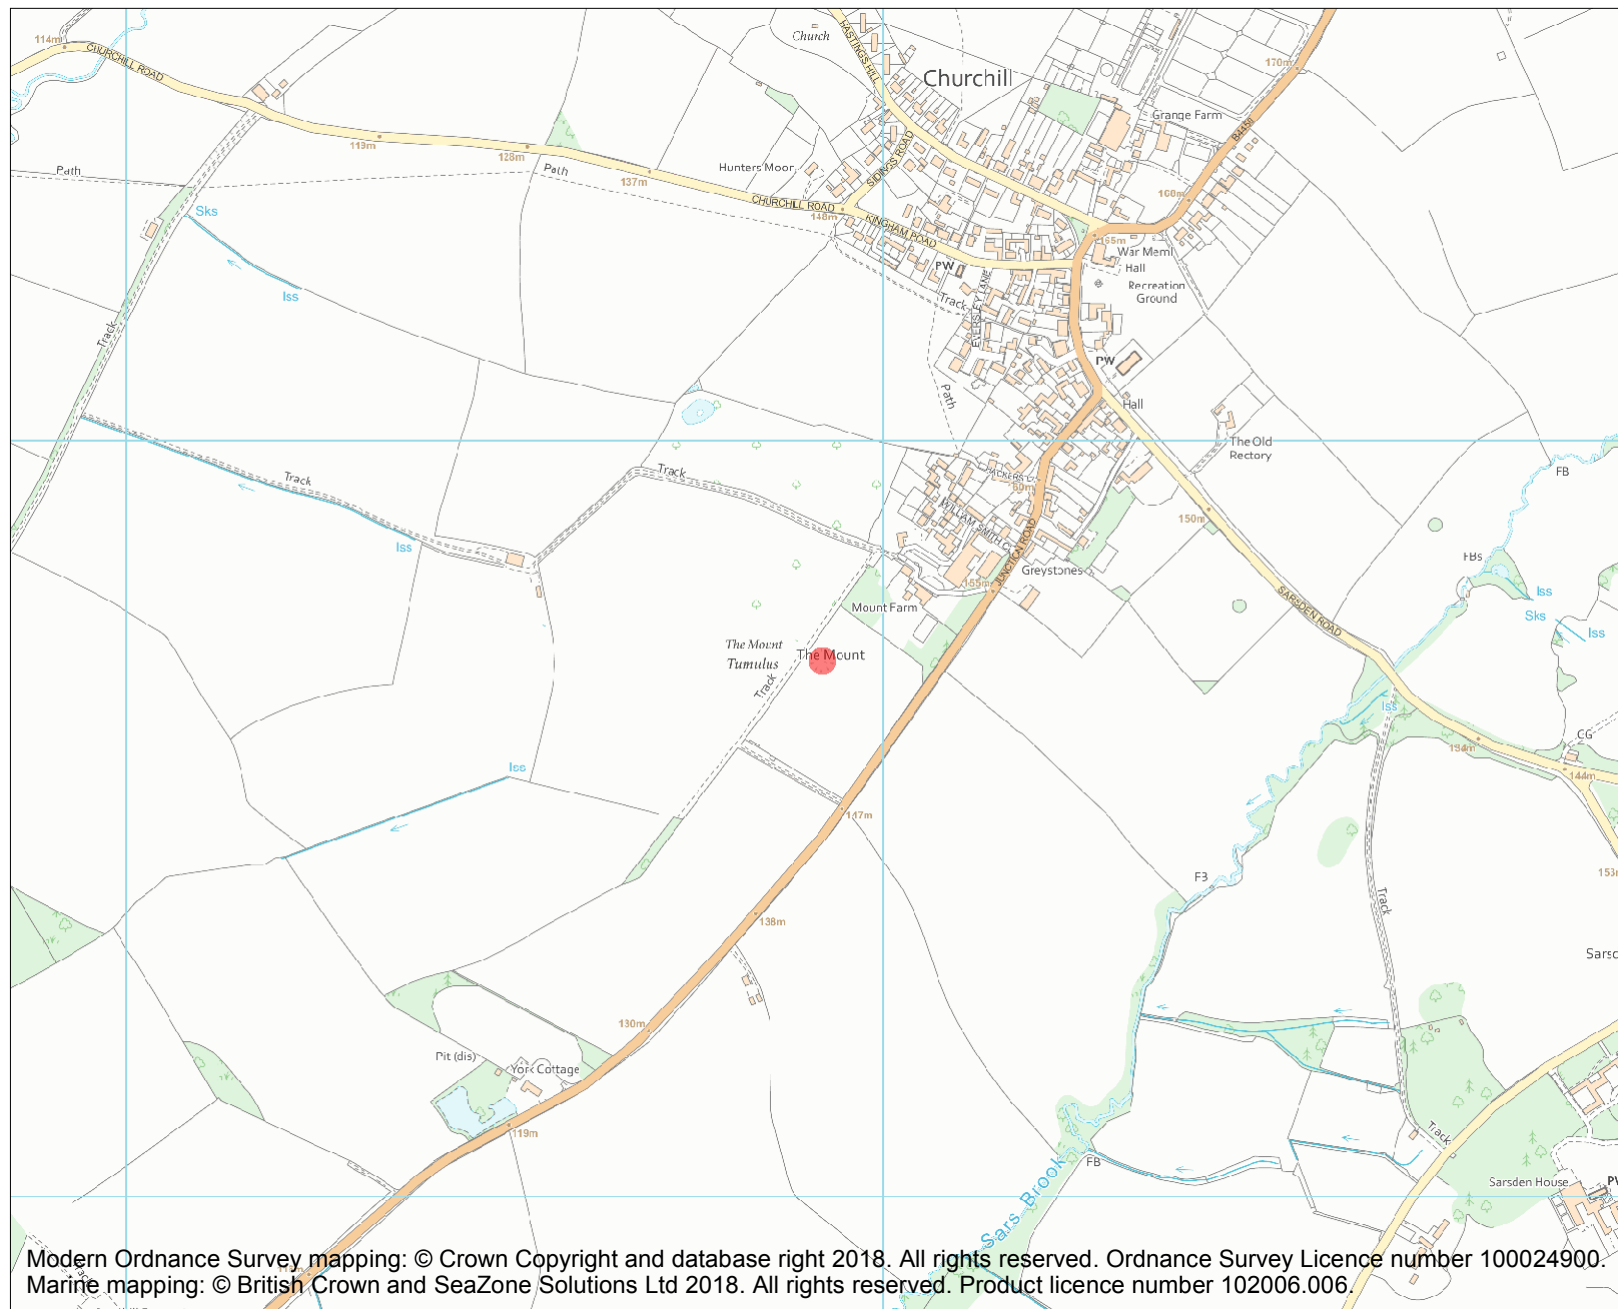 Church
HASTINGS HILL
114m
CHURCHILL ROAD
170m
Churchill
Grange Farm
B4450
119m
128m
SIDINGS ROAD
Path
Path
Hunters Moor
137m
168m
CHURCHILL ROAD
148m
KINGHAM ROAD
Sks
165m
War Meml
Hall
PW
Iss
Recreation
Ground
Track
EVERSLEY LANE
Track
PW
Path
Hall
The Old
Rectory
FB
Track
Track
HACKERS
WILLIAM SMITH C
150m
Iss
JUNCTION ROAD
FBs
Greystones
155m
Iss
SARSDEN ROAD
Mount Farm
Sks
Iss
The Mount
Tumulus
The Mount
Track
Iss
CG
134m
Iss
144m
147m
153m
F3
Track
138m
Sarsd
130m
Pit (dis)
York Cottage
119m
Track
FB
Sars Brook
Sarsden House
PW
Track
Modern Ordnance Survey mapping: © Crown Copyright and database right 2018. All rights reserved. Ordnance Survey Licence number 100024900.
Marine mapping: © British Crown and SeaZone Solutions Ltd 2018. All rights reserved. Product licence number 102006.006.